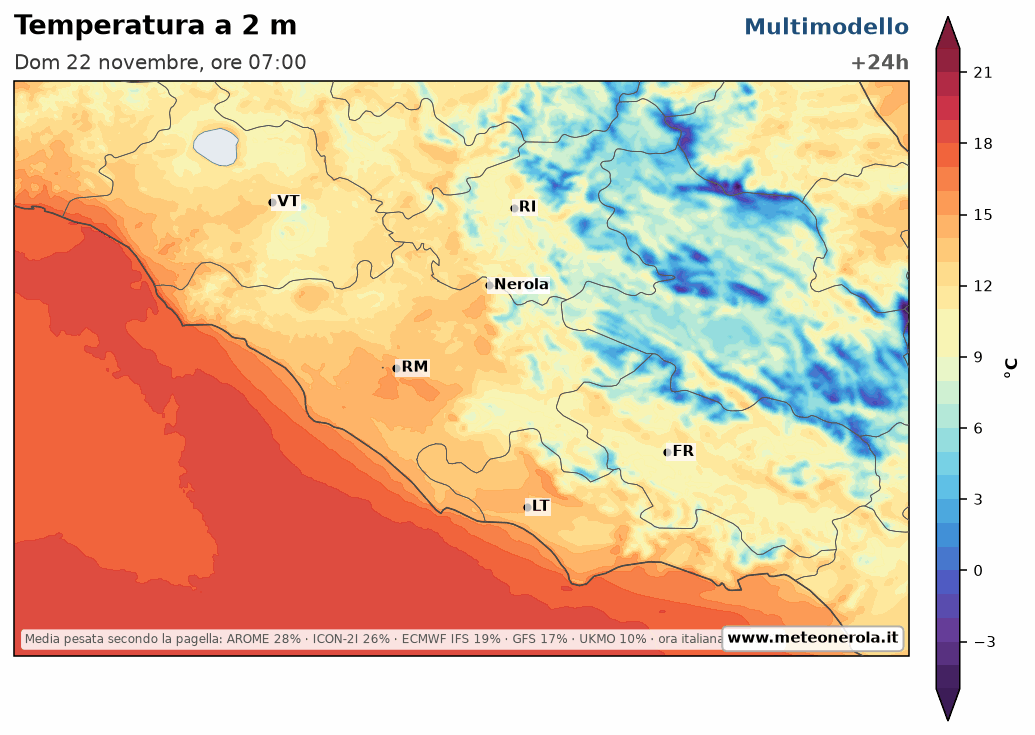 Temperatura a 2 m
Multimodello
Dom 22 novembre, ore 07:00
+24h
VT
RI
Nerola
RM
FR
LT
Media pesata secondo la pagella: AROME 28% · ICON-2I 26% · ECMWF IFS 19% · GFS 17% · UKMO 10% · ora italiana
www.meteonerola.it
21
18
15
12
9
6
3
0
−3
°C